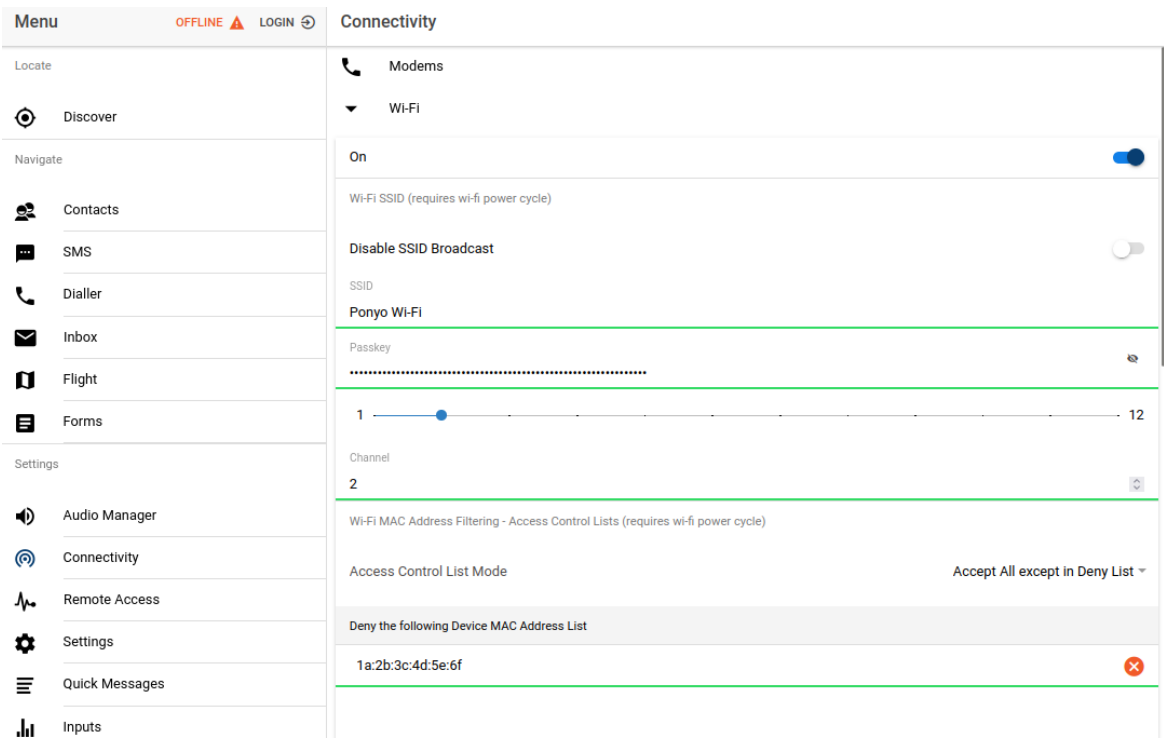 Menu
OFFLINE
LOGIN
Connectivity
Locate
Discover
Navigate
Contacts
SMS
Dialler
Inbox
Flight
Forms
Settings
Audio Manager
Connectivity
Remote Access
Settings
Quick Messages
Inputs
Modems
Wi-Fi
On
Wi-Fi SSID (requires wi-fi power cycle)
Disable SSID Broadcast
SSID
Ponyo Wi-Fi
Passkey
1
12
Channel
2
Wi-Fi MAC Address Filtering - Access Control Lists (requires wi-fi power cycle)
Access Control List Mode
Accept All except in Deny List
Deny the following Device MAC Address List
1a:2b:3c:4d:5e:6f